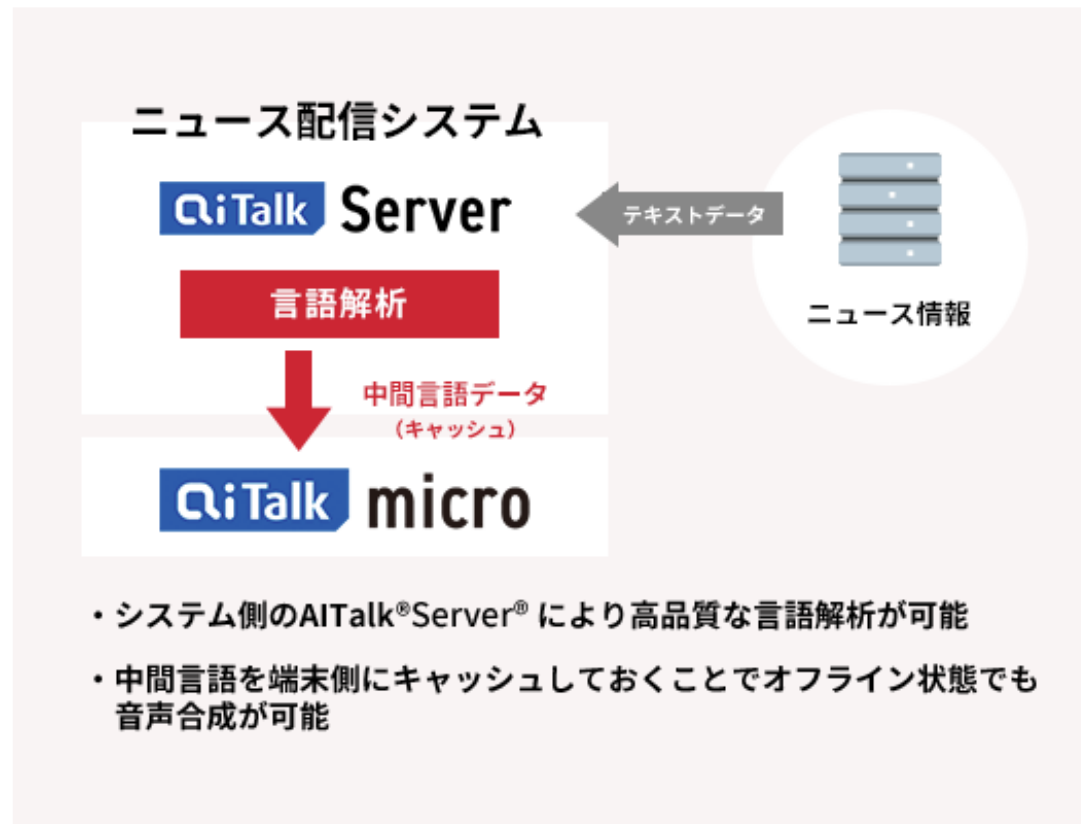 ニュース配信システム
AiTalk Server
テキストデータ
ニュース情報
言語解析
中間言語データ
（キャッシュ）
AiTalk micro
・システム側のAITalk®Server® により高品質な言語解析が可能
・中間言語を端末側にキャッシュしておくことでオフライン状態でも
音声合成が可能